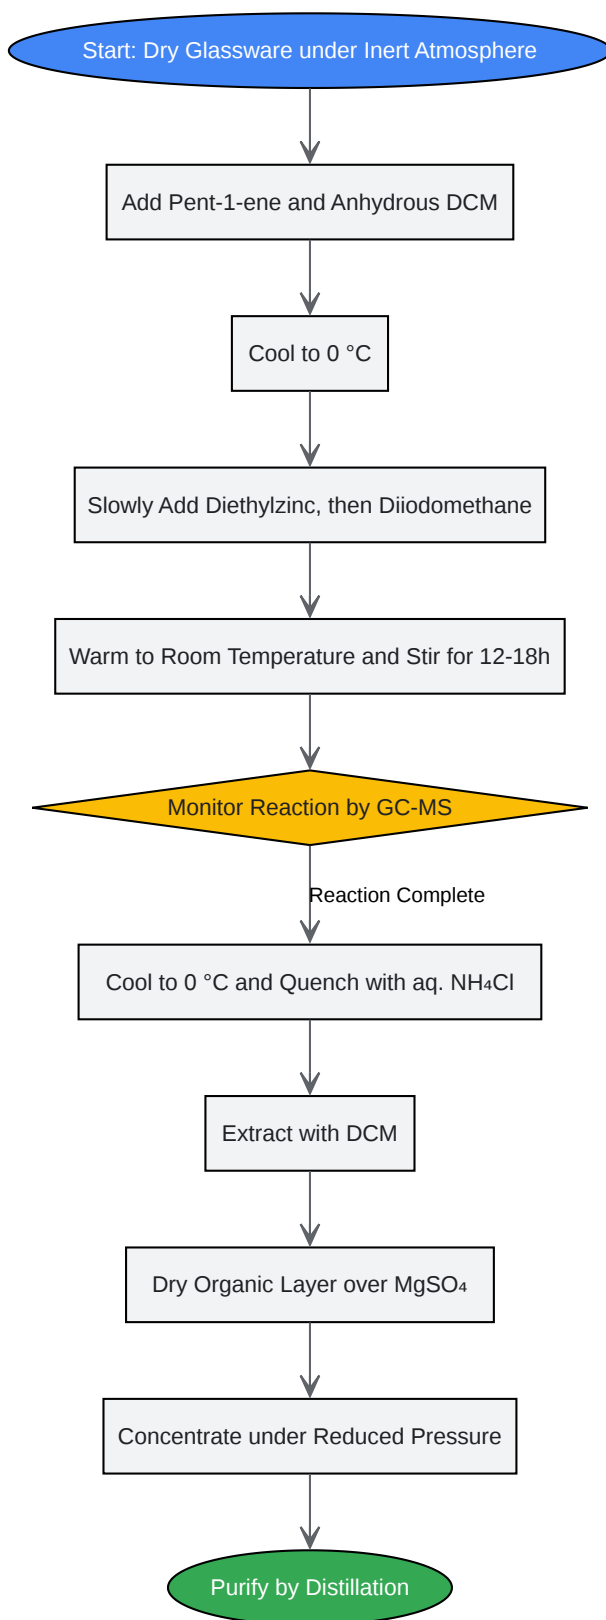 Start: Dry Glassware under Inert Atmosphere
Add Pent-1-ene and Anhydrous DCM
Cool to 0 °C
Slowly Add Diethylzinc, then Diiodomethane
Warm to Room Temperature and Stir for 12-18h
Monitor Reaction by GC-MS
Reaction Complete
Cool to 0 °C and Quench with aq. NH₄Cl
Extract with DCM
Dry Organic Layer over MgSO₄
Concentrate under Reduced Pressure
Purify by Distillation